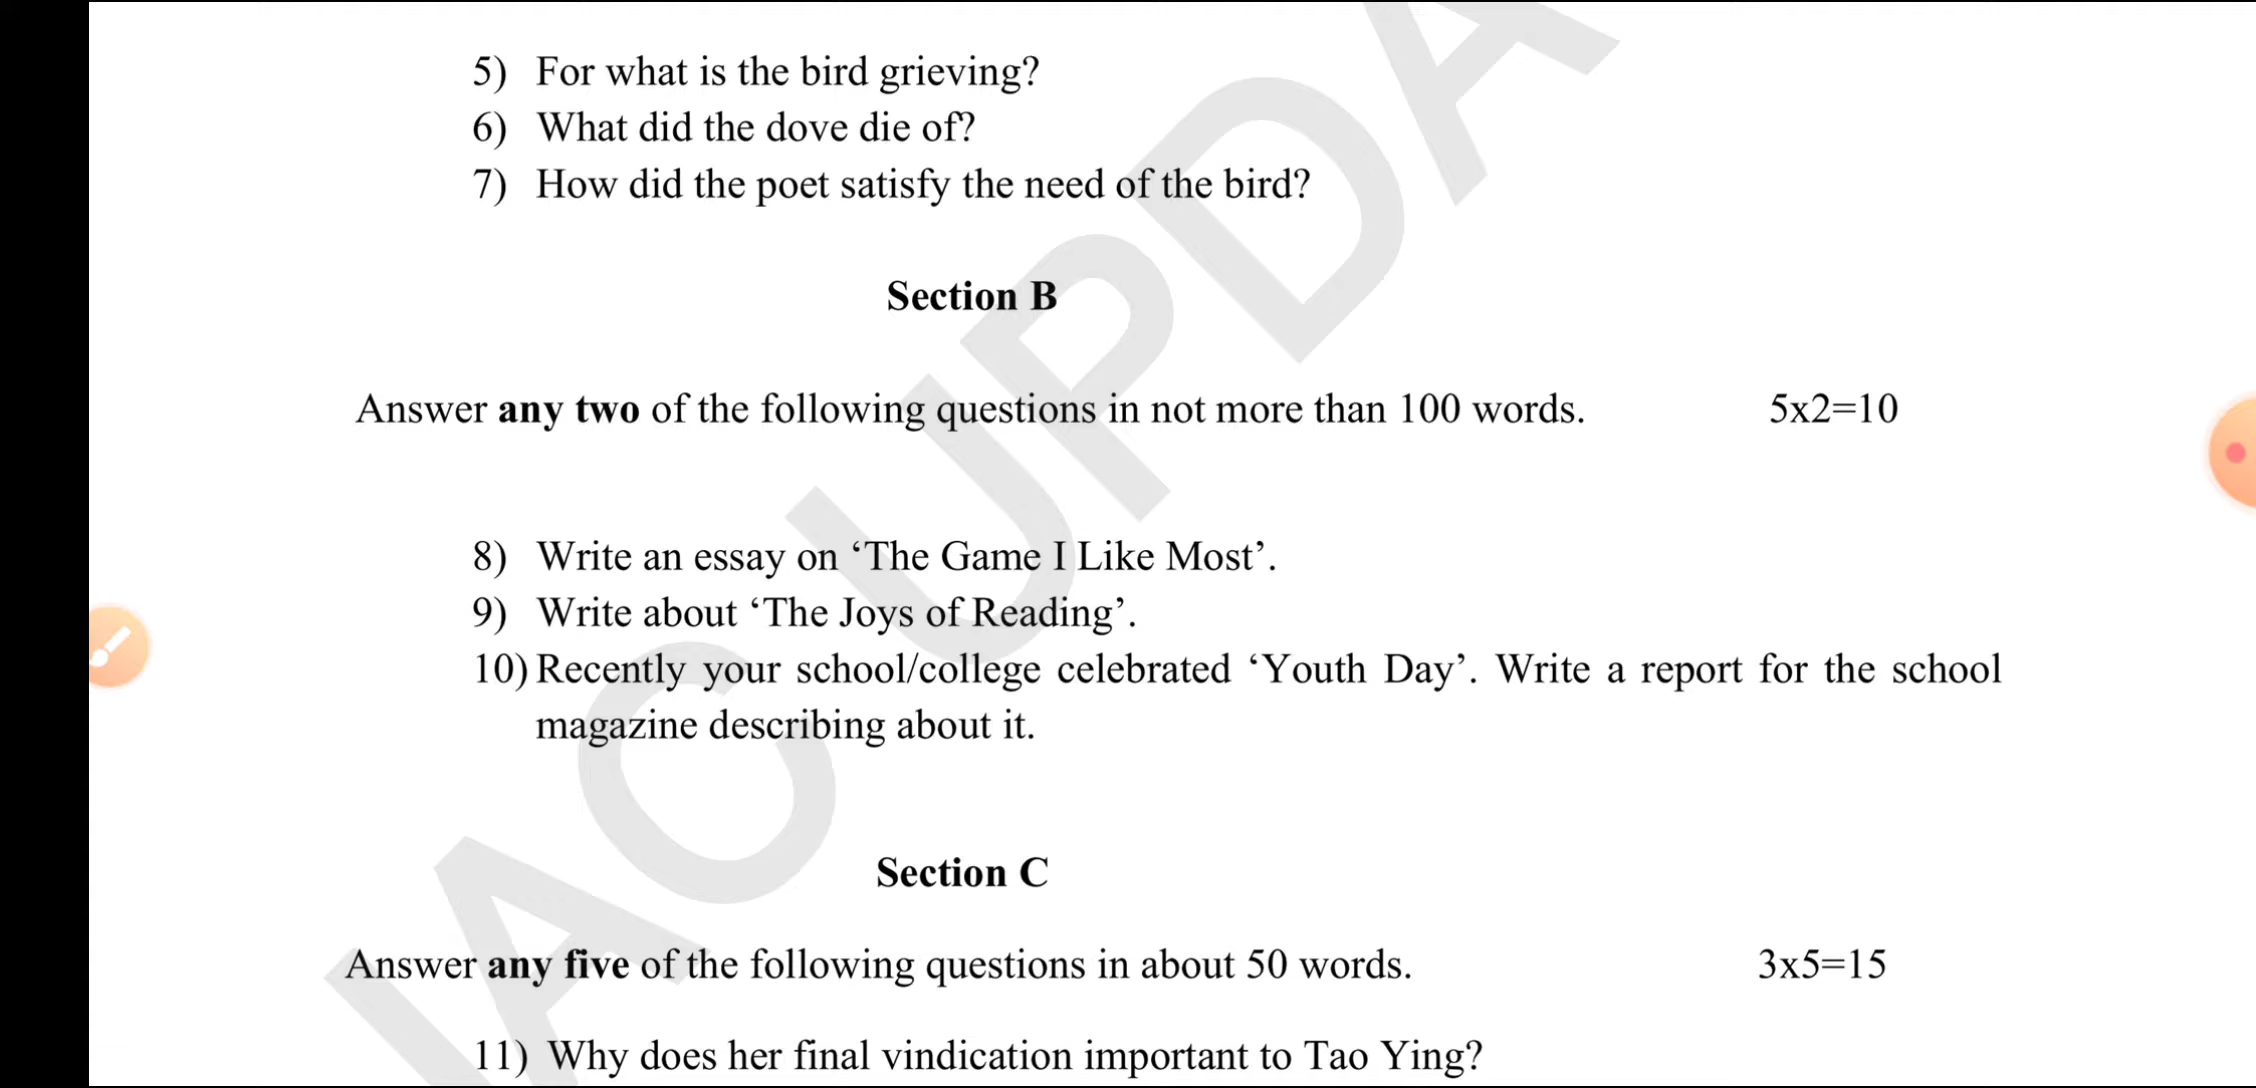 5) For what is the bird grieving?
6) What did the dove die of?
7) How did the poet satisfy the need of the bird?
Section B
Answer any two of the following questions in not more than 100 words. 5x2=10
8) Write an essay on ‘The Game I Like Most’.
9) Write about ‘The Joys of Reading’.
10) Recently your school/college celebrated ‘Youth Day’. Write a report for the school
magazine describing about it.
Section C
Answer any five of the following questions in about 50 words. 3x5=15
11) Why does her final vindication important to Tao Ying?